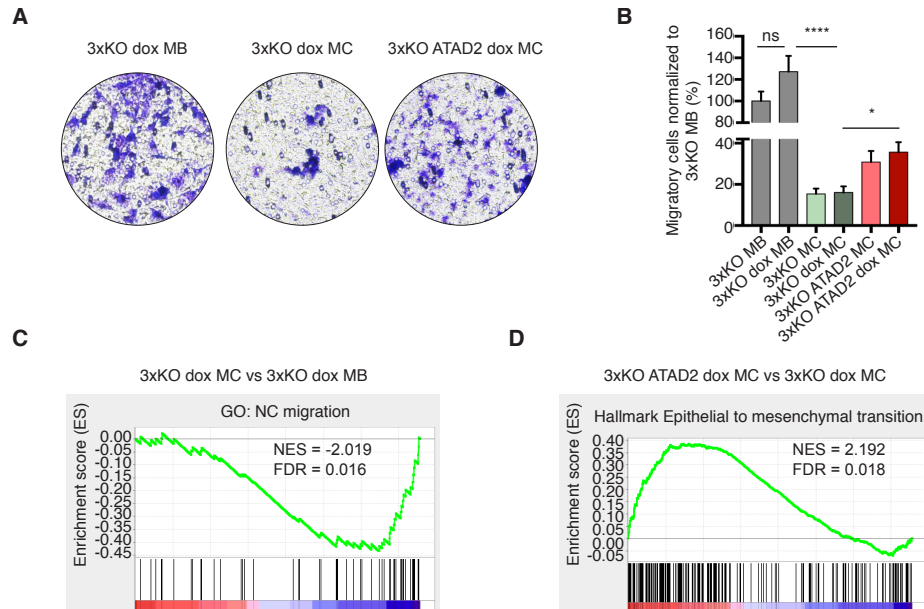 A
3xKO dox MB
3xKO dox MC
3xKO ATAD2 dox MC
B
Migratory cells normalized to
3xKO MB (%)
160
140
120
100
80
40
20
0
ns
****
*
3xKO MB
3xKO dox MB
3xKO MC
3xKO dox MC
3xKO ATAD2 MC
3xKO ATAD2 dox MC
C
3xKO dox MC vs 3xKO dox MB
GO: NC migration
Enrichment score (ES)
0.00
-0.05
-0.10
-0.15
-0.20
-0.25
-0.30
-0.35
-0.40
-0.45
NES = -2.019
FDR = 0.016
D
3xKO ATAD2 dox MC vs 3xKO dox MC
Hallmark Epithelial to mesenchymal transition
Enrichment score (ES)
0.40
0.35
0.30
0.25
0.20
0.15
0.10
0.05
0.00
-0.05
NES = 2.192
FDR = 0.018